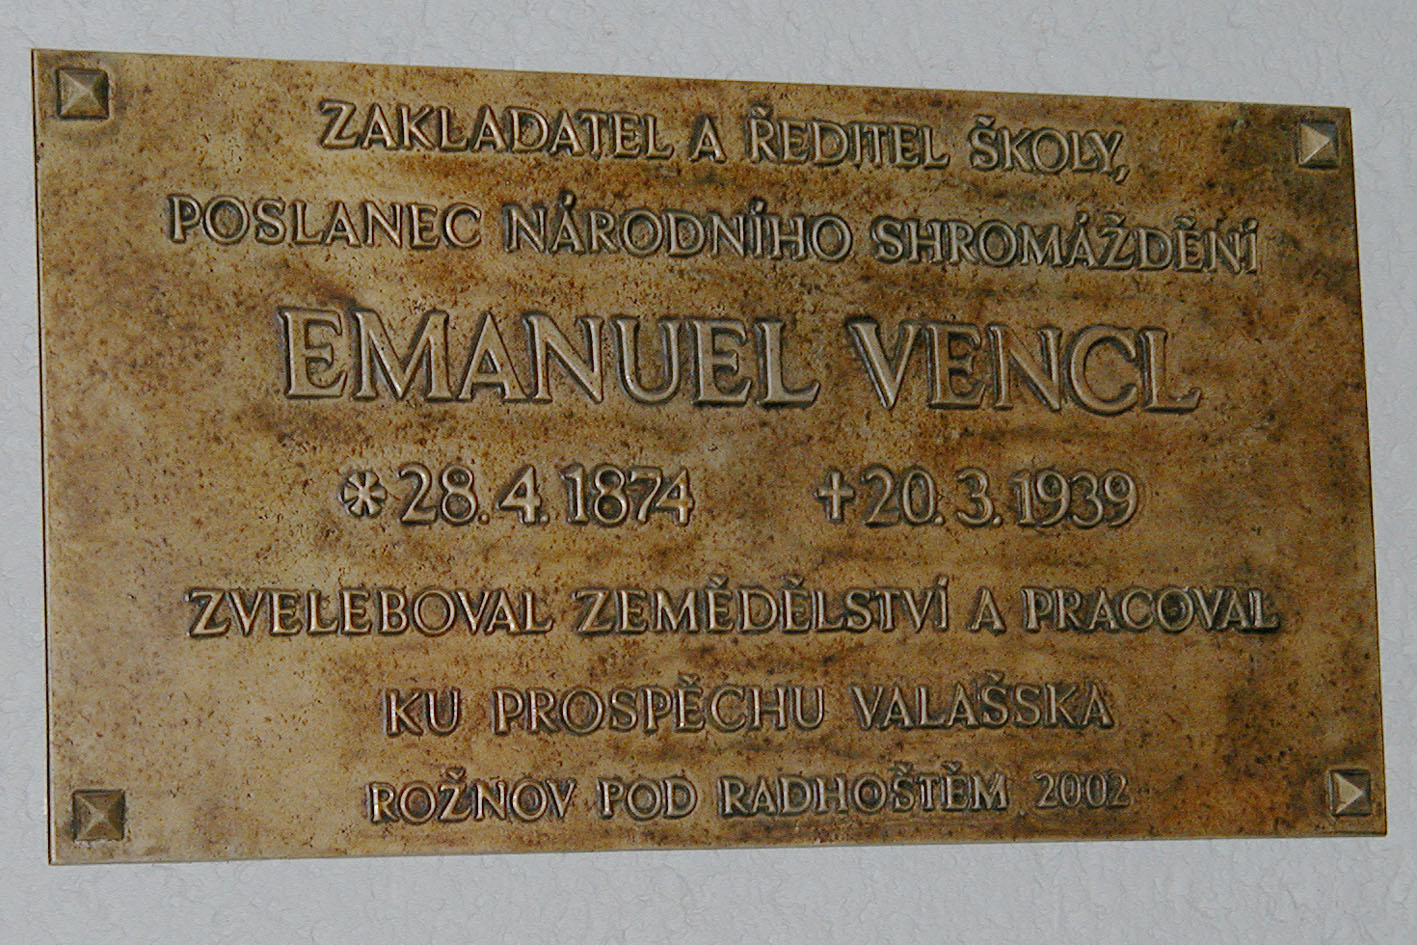 ZAKLADATEL A ŘEDITEL ŠKOLY,
POSLANEC NÁRODNÍHO SHROMÁŽDĚNÍ
EMANUEL VENCL
* 28. 4. 1874 † 20. 3. 1939
ZVELEBOVAL ZEMĚDĚLSTVÍ A PRACOVAL
KU PROSPĚCHU VALAŠSKA
ROŽNOV POD RADHOŠTĚM 2002